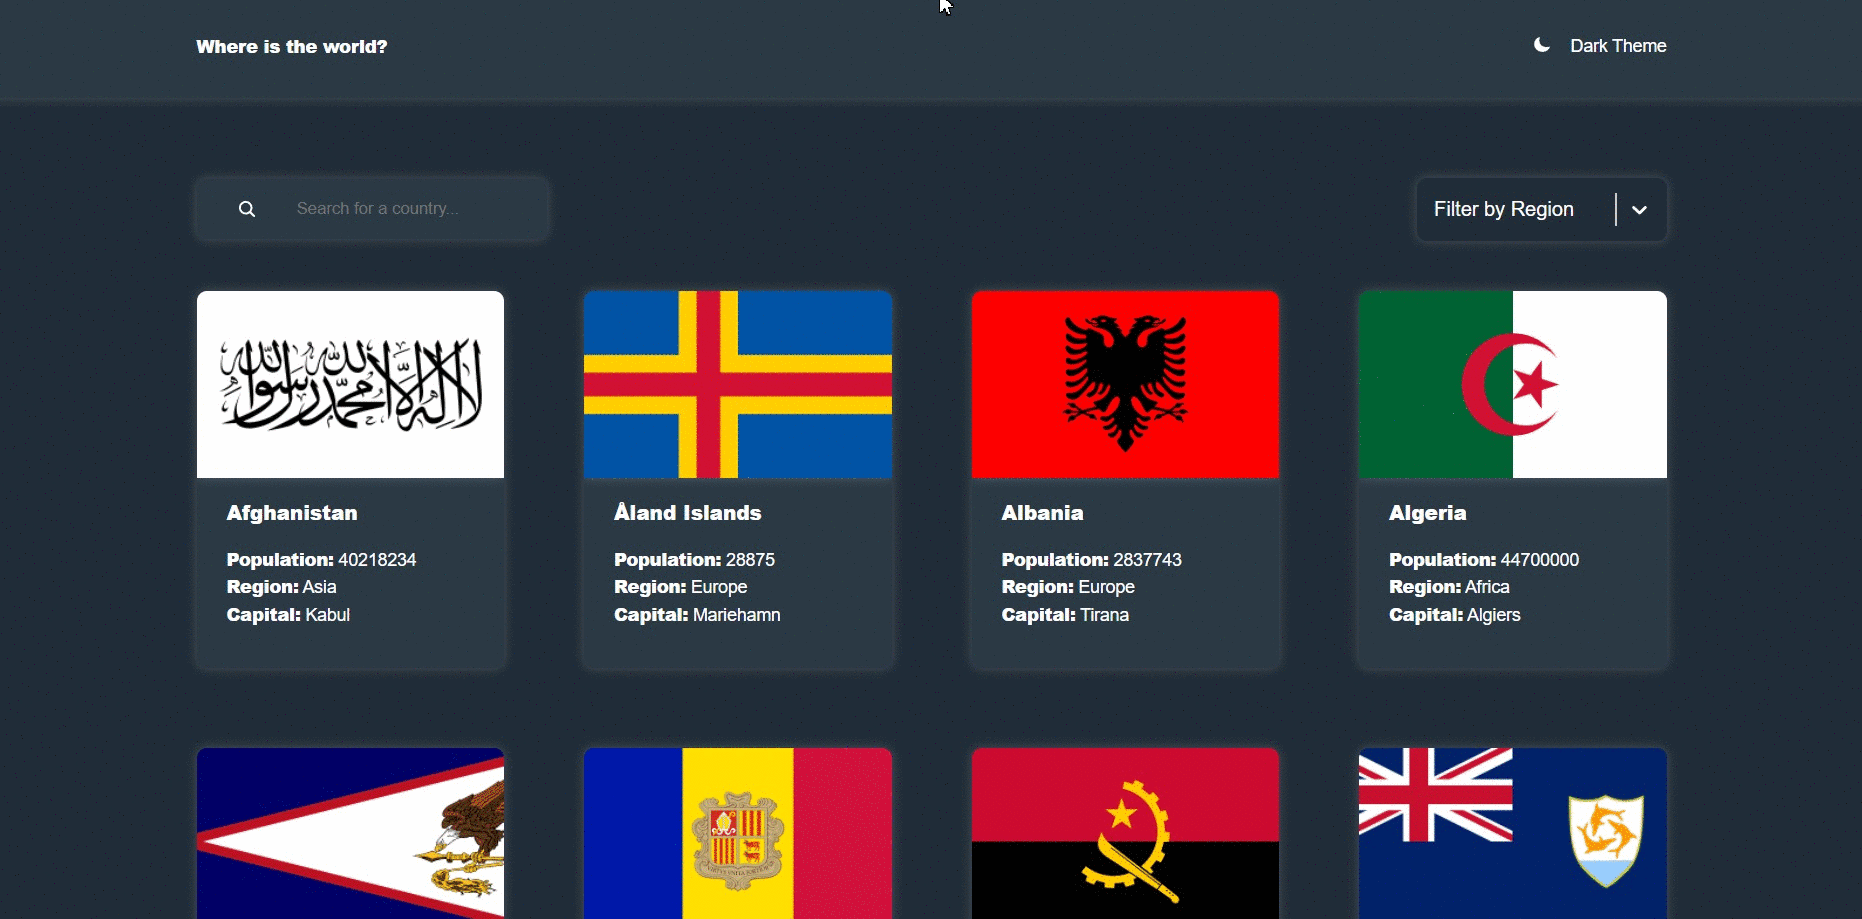 Where is the world?
Dark Theme
Search for a country...
Filter by Region
لا إله إلا الله محمد رسول الله
Afghanistan
Population: 40218234
Region: Asia
Capital: Kabul
Åland Islands
Population: 28875
Region: Europe
Capital: Mariehamn
Albania
Population: 2837743
Region: Europe
Capital: Tirana
Algeria
Population: 44700000
Region: Africa
Capital: Algiers